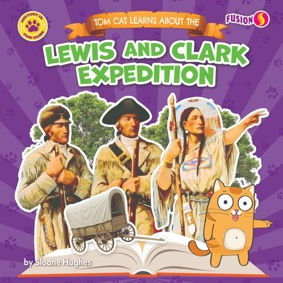 TOM CAT LEARNS ABOUT THE
FUSION S
LEWIS AND CLARK
EXPEDITION
by Sloane Hughes